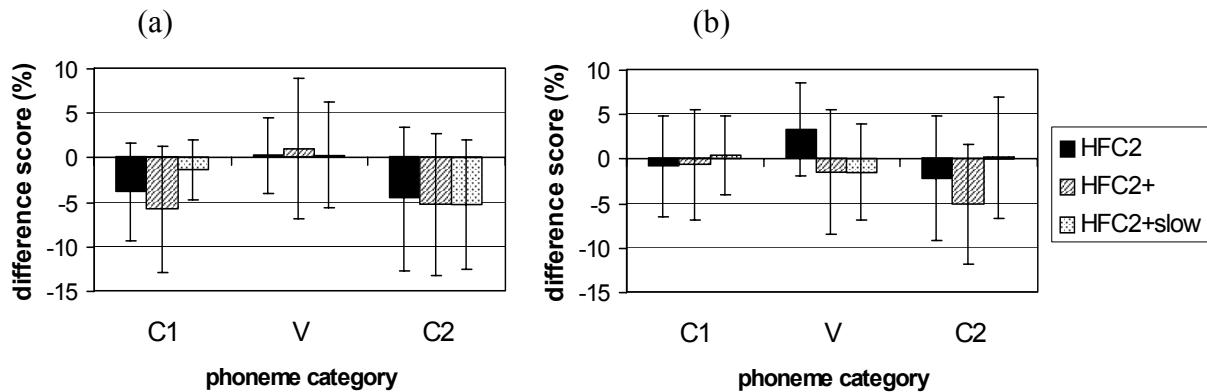 (a)
difference score (%)
10
5
0
-5
-10
-15
C1 V C2
phoneme category
(b)
difference score (%)
10
5
0
-5
-10
-15
C1 V C2
phoneme category
HFC2
HFC2+
HFC2+slow